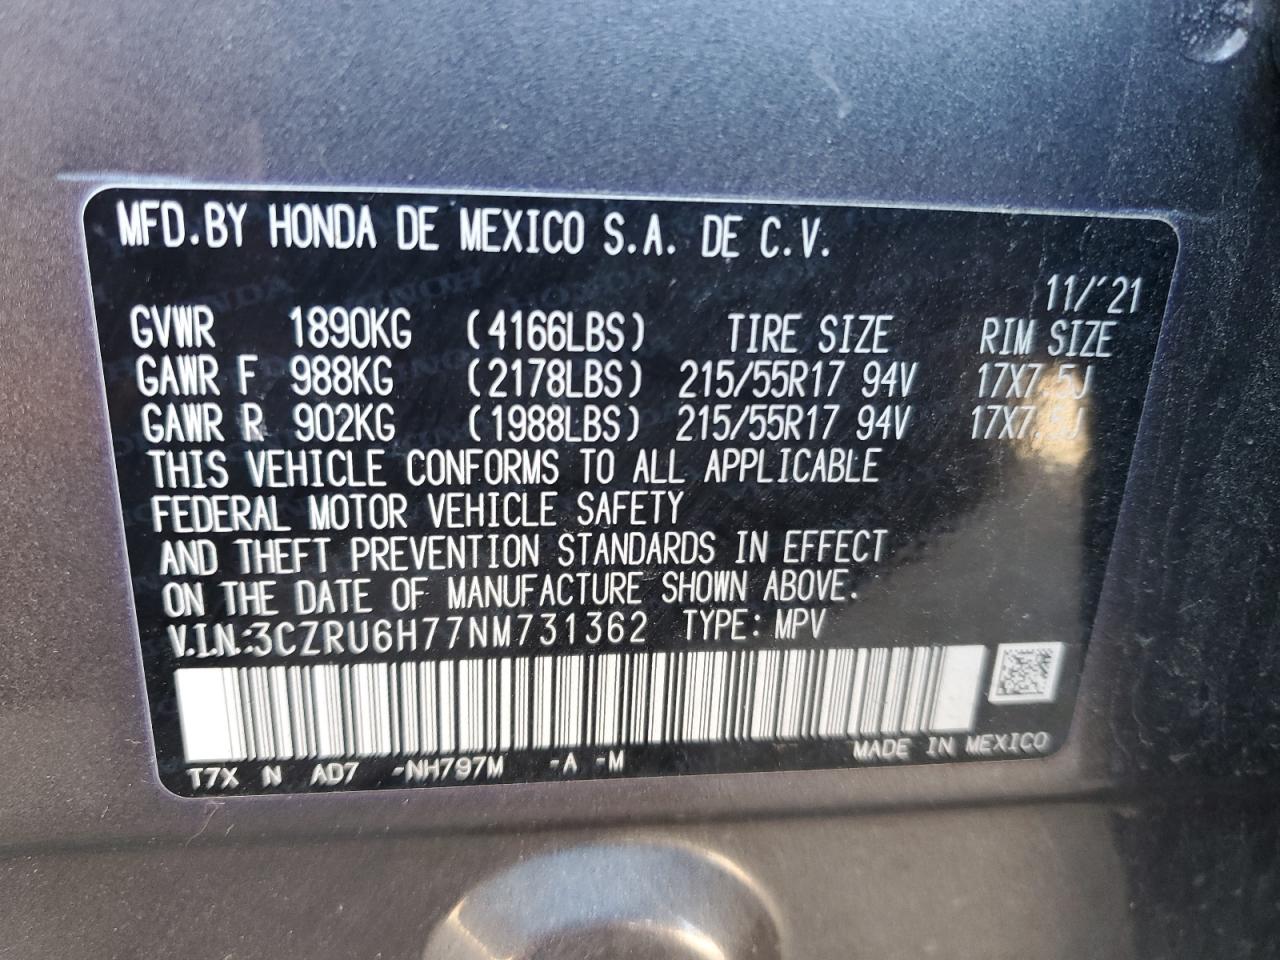 MFD.BY HONDA DE MEXICO S.A. DE C.V.
11/'21
GVWR 1890KG (4166LBS) TIRE SIZE RIM SIZE
GAWR F 988KG (2178LBS) 215/55R17 94V 17X7.5J
GAWR R 902KG (1988LBS) 215/55R17 94V 17X7.5J
THIS VEHICLE CONFORMS TO ALL APPLICABLE
FEDERAL MOTOR VEHICLE SAFETY
AND THEFT PREVENTION STANDARDS IN EFFECT
ON THE DATE OF MANUFACTURE SHOWN ABOVE.
V.I.N.:3CZRU6H77NM731362 TYPE: MPV
MADE IN MEXICO
T7X N AD7 -NH797M -A -M